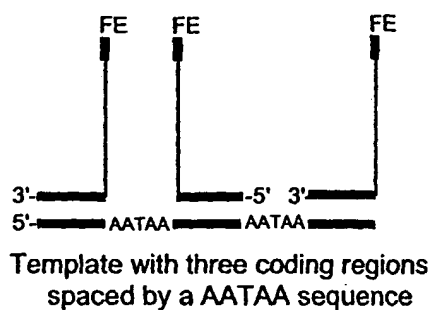 FE FE FE
3'- -5' 3'-
5'- AATAA AATAA
Template with three coding regions
spaced by a AATAA sequence